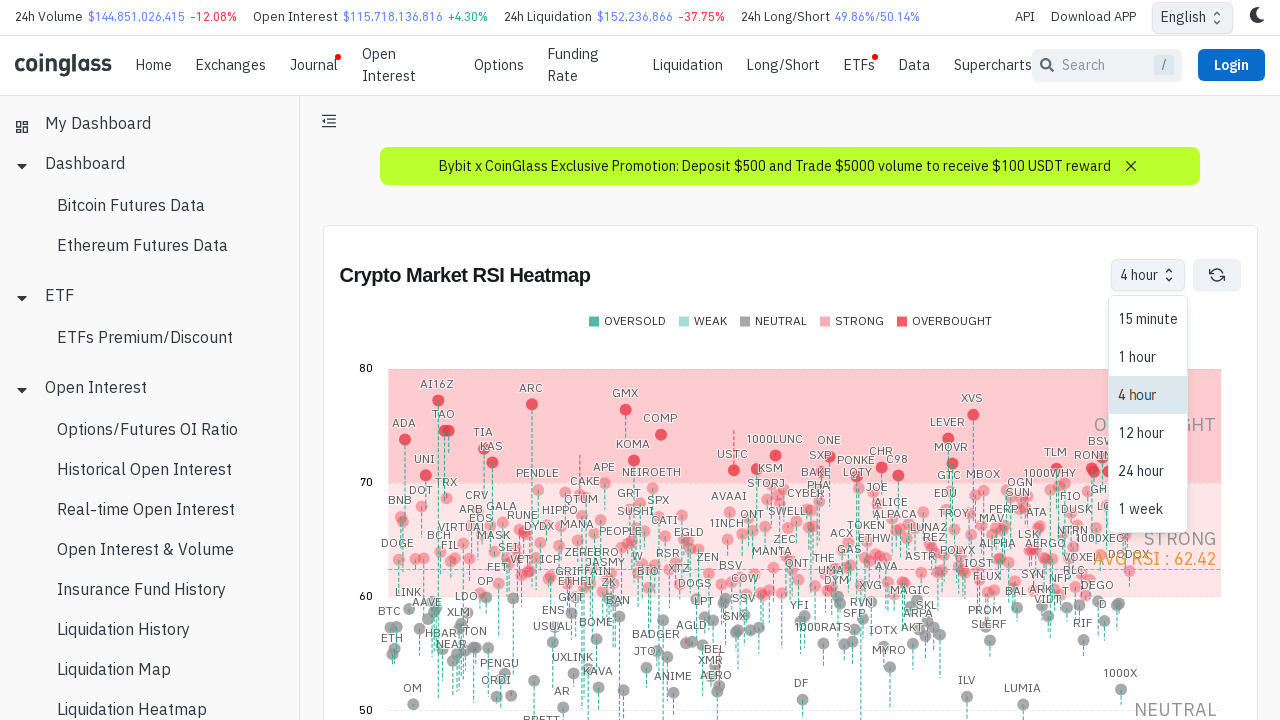 24h Volume $144,851,026,415 -12.08% Open Interest $115,718,136,816 +4.30% 24h Liquidation $152,236,866 -37.75% 24h Long/Short 49.86%/50.14% API Download APP English
coinglass Home Exchanges Journal Open Interest Options Funding Rate Liquidation Long/Short ETFs Data Supercharts Search / Login
My Dashboard
Dashboard
Bitcoin Futures Data
Ethereum Futures Data
ETF
ETFs Premium/Discount
Open Interest
Options/Futures OI Ratio
Historical Open Interest
Real-time Open Interest
Open Interest & Volume
Insurance Fund History
Liquidation History
Liquidation Map
Liquidation Heatmap
Bybit x CoinGlass Exclusive Promotion: Deposit $500 and Trade $5000 volume to receive $100 USDT reward
Crypto Market RSI Heatmap
4 hour
15 minute
1 hour
4 hour
12 hour
24 hour
1 week
OVERSOLD WEAK NEUTRAL STRONG OVERBOUGHT
80
AI16Z ARC GMX XVS
ADA TAO COMP LEVER
TIA KAS KOMA USTC 1000LUNC ONE MOVR
UNI APE NEIROETH KSM SXP CHR C98 GTC MBOX TLM
70
DOT TRX PENDLE CAKE STORJ BAKE PONKE LQTY 1000WHY
BNB CRV QTUM GRT SPX AVAAI CYBER PHA JOE EDU OGN SUN FIO
ARB EOS GALA HIPPO SUSHI ONT SWELL ALICE ALPACA TROY PERP MAV ATA DUSK
VIRTUAL RUNE DYDX MANA PEOPLE CATI 1INCH TOKEN LUNAZ NTRN
DOGE BCH MASK EGLD ZEC ACX ETHW REZ ALPHA LSK AERGO 1000XEC
FIL SEI VET ICP ZEREBRO JASMY RSR ZEN MANTA GAS ASTR POLYX VOXEL DODOX
STRONG
AVG RSI : 62.42
FET GRIFFAIN BIO XTZ BSV THE UMA AVA IOST RLC
OP ETHFI ZK DOGS COW DYM XVG FLUX SYN NFP DEGO
60
LINK LDO GMT BAN LPT SSV MAGIC BAL ARK
BTC AAVE XLM ENS YFI RVN SKL PROM VIDT D
HBAR TON USUAL BOME AGLD SNX 1000RATS SFP ARPA SLERF RIF
ETH NEAR BADGER IOTX AKT
PENGU UXLINK JTO BEL XMR MYRO
ORDI KAVA ANIME AERO DF ILV 1000X
OM AR LUMIA
50
NEUTRAL